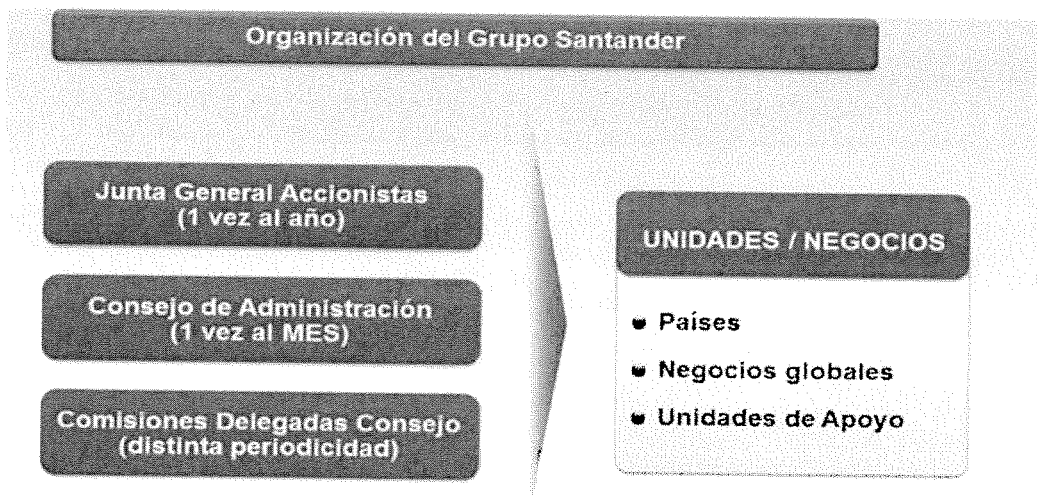 Organización del Grupo Santander
Junta General Accionistas
(1 vez al año)
Consejo de Administración
(1 vez al MES)
Comisiones Delegadas Consejo
(distinta periodicidad)
UNIDADES / NEGOCIOS
Países
Negocios globales
Unidades de Apoyo